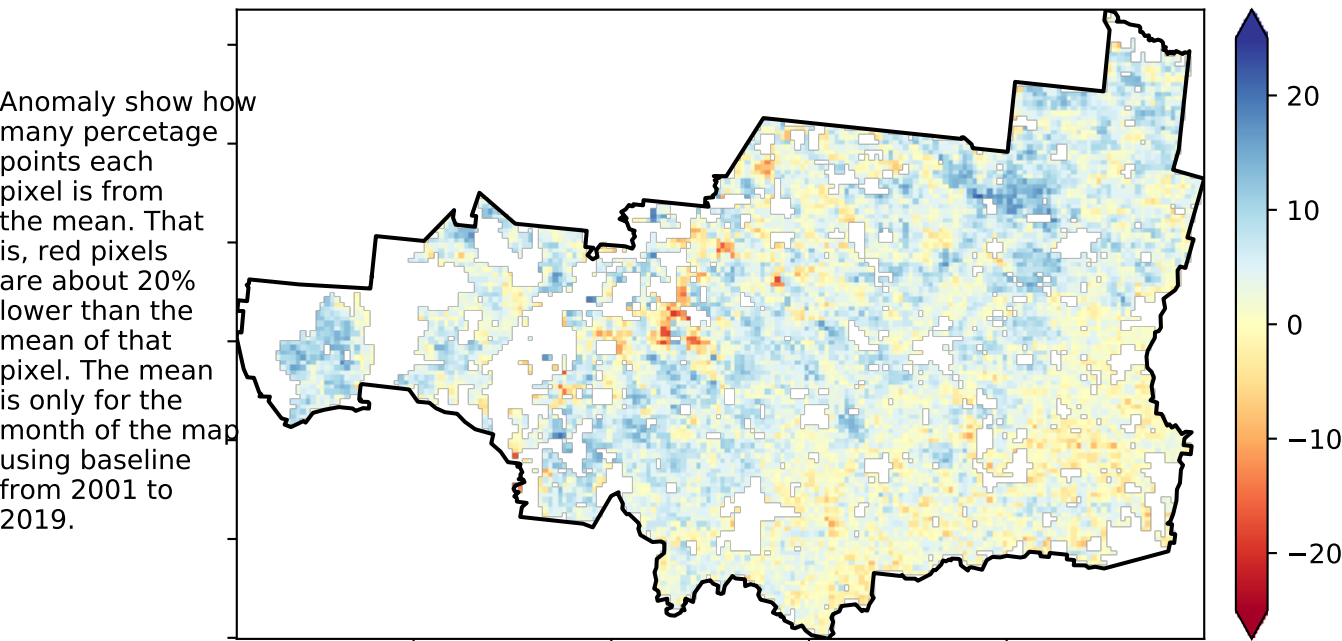 Anomaly show how
many percetage
points each
pixel is from
the mean. That
is, red pixels
are about 20%
lower than the
mean of that
pixel. The mean
is only for the
month of the map
using baseline
from 2001 to
2019.
20
10
0
−10
−20